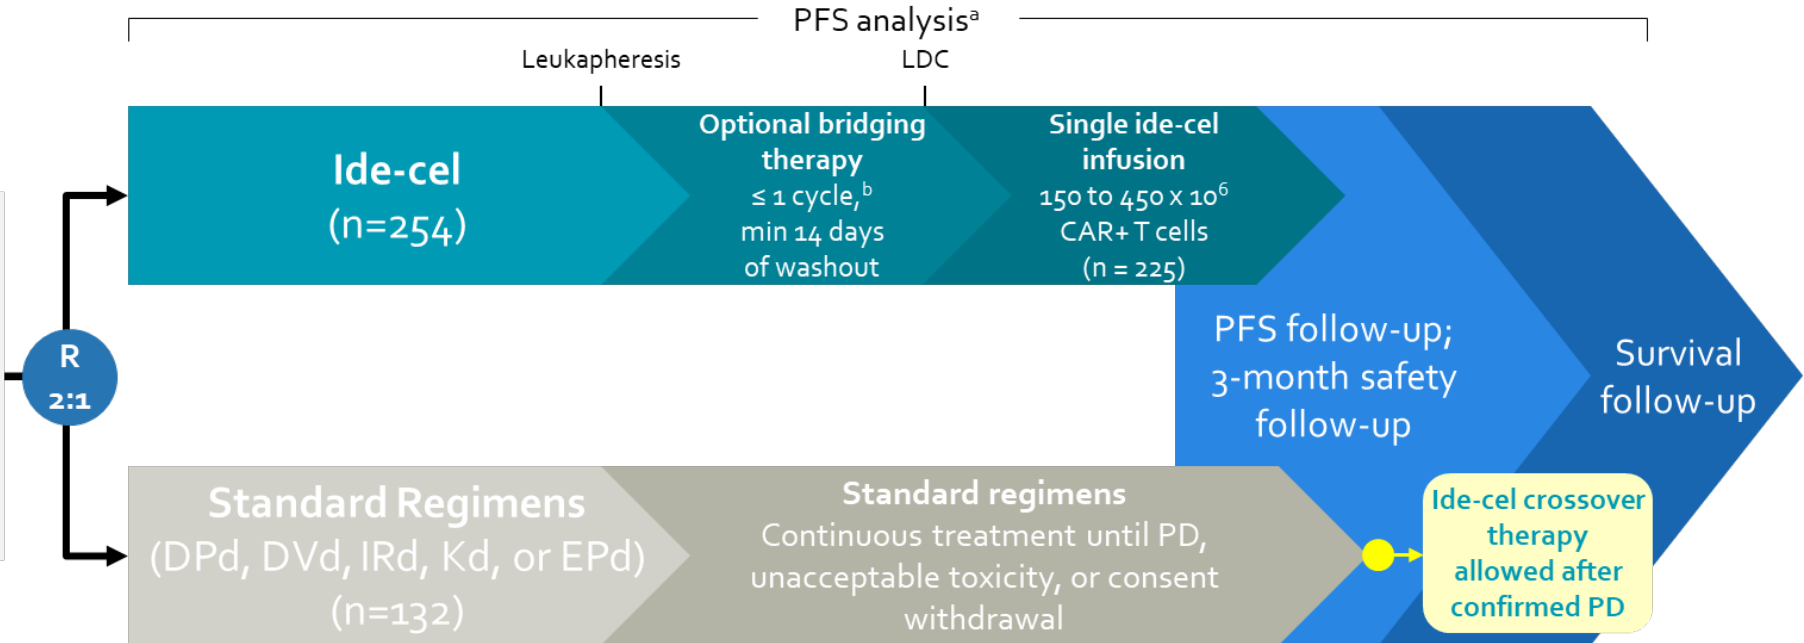 PFS analysisᵃ
Leukapheresis
LDC
Ide-cel
(n=254)
Optional bridging
therapy
≤ 1 cycle,ᵇ
min 14 days
of washout
Single ide-cel
infusion
150 to 450 x 10⁶
CAR+ T cells
(n = 225)
R
2:1
PFS follow-up;
3-month safety
follow-up
Survival
follow-up
Standard Regimens
(DPd, DVd, IRd, Kd, or EPd)
(n=132)
Standard regimens
Continuous treatment until PD,
unacceptable toxicity, or consent
withdrawal
Ide-cel crossover
therapy
allowed after
confirmed PD